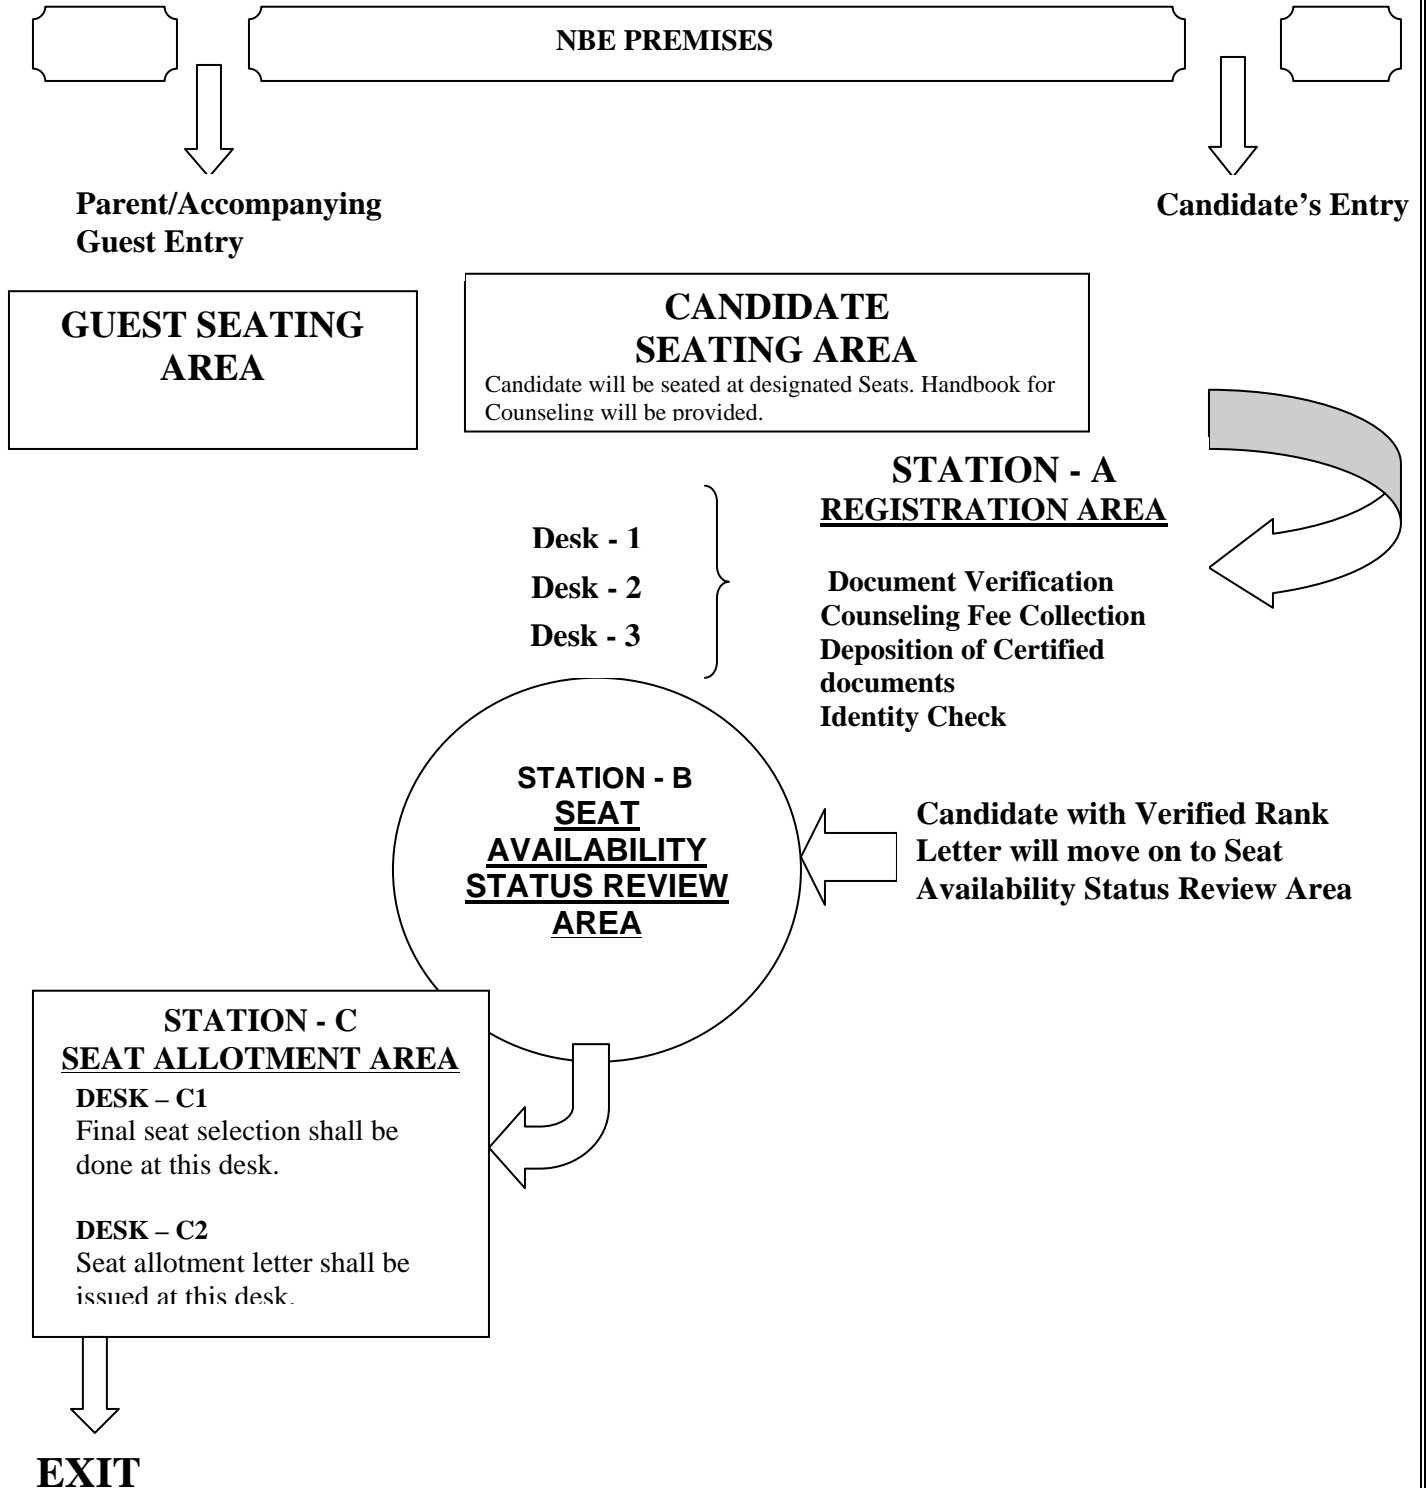 NBE PREMISES
Parent/Accompanying
Guest Entry
Candidate’s Entry
GUEST SEATING
AREA
CANDIDATE
SEATING AREA
Candidate will be seated at designated Seats. Handbook for
Counseling will be provided.
STATION - A
REGISTRATION AREA
Desk - 1
Desk - 2
Desk - 3
Document Verification
Counseling Fee Collection
Deposition of Certified
documents
Identity Check
STATION - B
SEAT
AVAILABILITY
STATUS REVIEW
AREA
Candidate with Verified Rank
Letter will move on to Seat
Availability Status Review Area
STATION - C
SEAT ALLOTMENT AREA
DESK – C1
Final seat selection shall be
done at this desk.
DESK – C2
Seat allotment letter shall be
issued at this desk.
EXIT